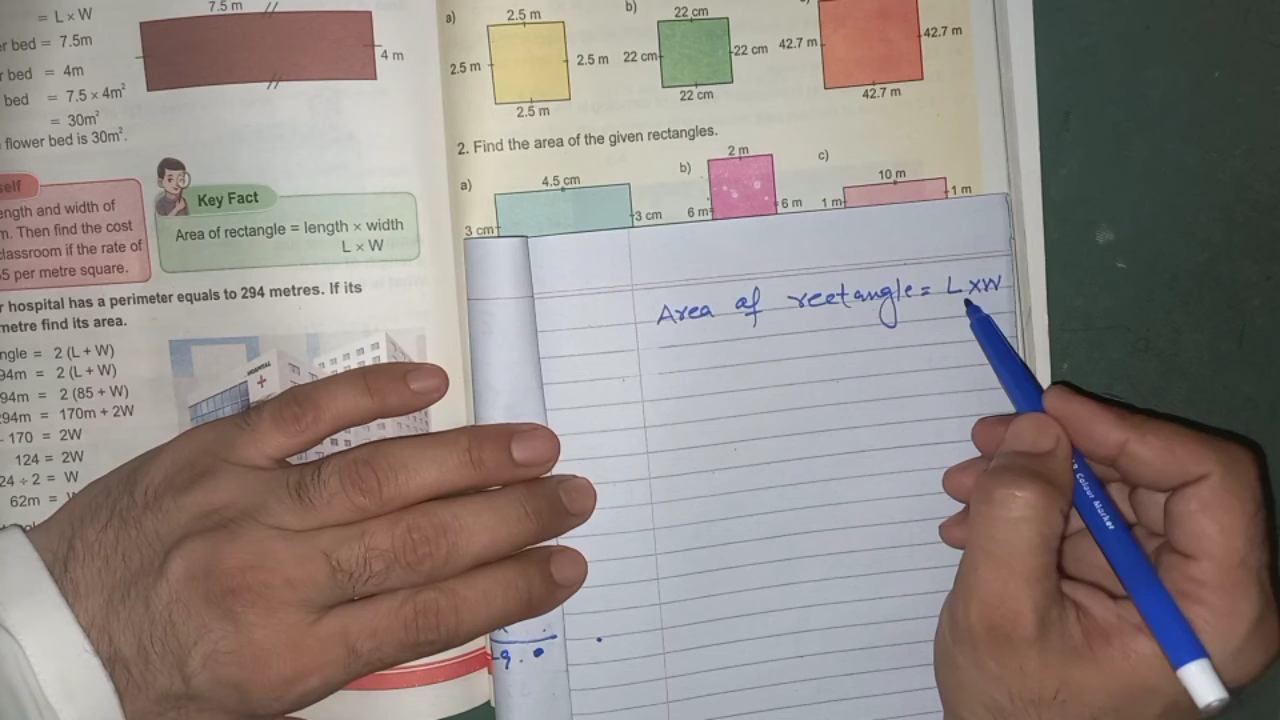 = L x W
r bed = 7.5m
r bed = 4m
bed = 7.5 x 4m²
= 30m²
flower bed is 30m².
7.5 m
4 m
self
ength and width of
m. Then find the cost
classroom if the rate of
5 per metre square.
Key Fact
Area of rectangle = length × width
L × W
r hospital has a perimeter equals to 294 metres. If its
metre find its area.
ngle = 2 (L + W)
94m = 2 (L + W)
94m = 2 (85 + W)
294m = 170m + 2W
- 170 = 2W
124 = 2W
24 ÷ 2 = W
62m =
HOSPITAL
a)
2.5 m
2.5 m
2.5 m
2.5 m
b)
22 cm
22 cm
22 cm
22 cm
42.7 m
42.7 m
42.7 m
2. Find the area of the given rectangles.
a)
4.5 cm
3 cm
3 cm
b)
2 m
6 m
6 m
c)
10 m
1 m
1 m
Area of rectangle = L x W
Colour Marker